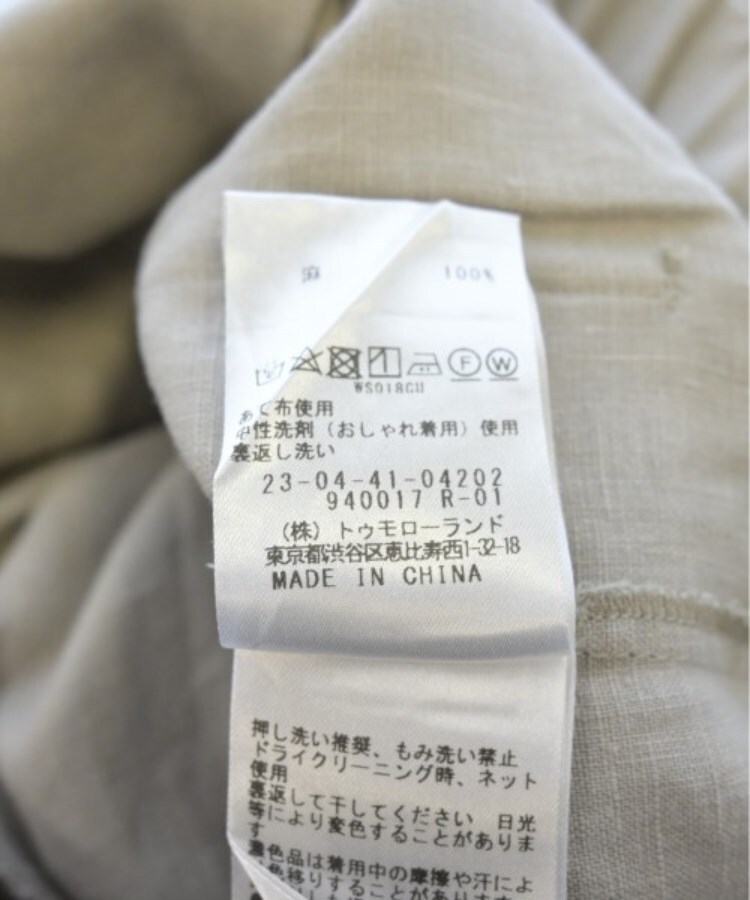 麻 100%
WS018CU
あて布使用
中性洗剤（おしゃれ着用）使用
裏返し洗い
23-04-41-04202
940017 R-01
（株）トゥモローランド
東京都渋谷区恵比寿西1-32-18
MADE IN CHINA
押し洗い推奨、もみ洗い禁止
ドライクリーニング時、ネット
使用
裏返して干してください 日光
等により変色することがありま
す
着色品は着用中の摩擦や汗によ
色移りすることがあります